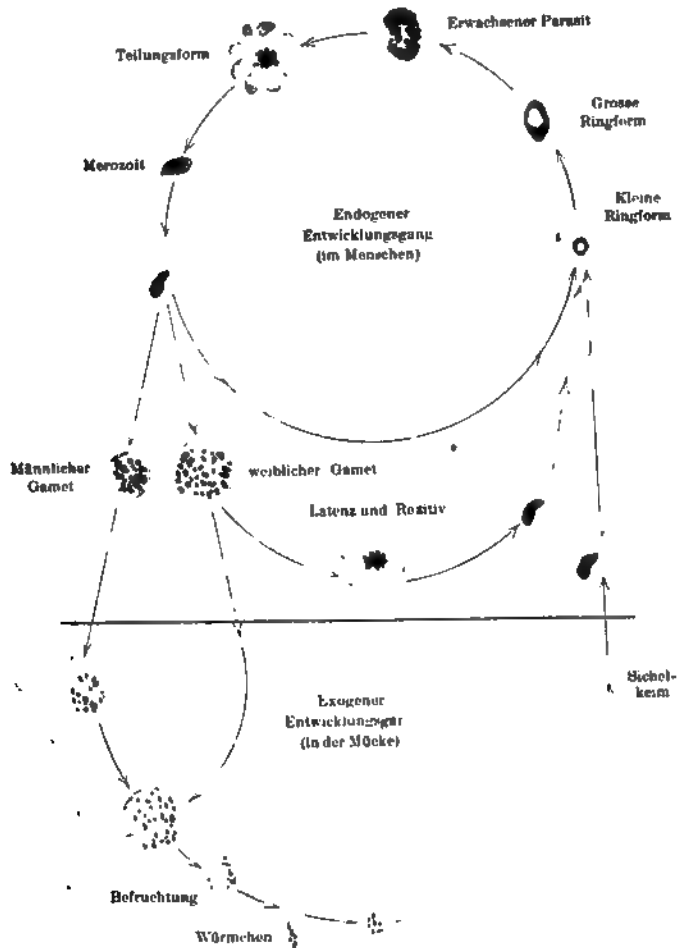 Erwachsener Parasit
Teilungsform
Grosse
Ringform
Merozoit
Kleine
Ringform
Endogener
Entwicklungsgang
(im Menschen)
Männlicher
Gamet
weiblicher Gamet
Latenz und Rezitiv
Sichel-
keim
Exogener
Entwicklungsgar
(in der Mücke)
Befruchtung
Würmchen